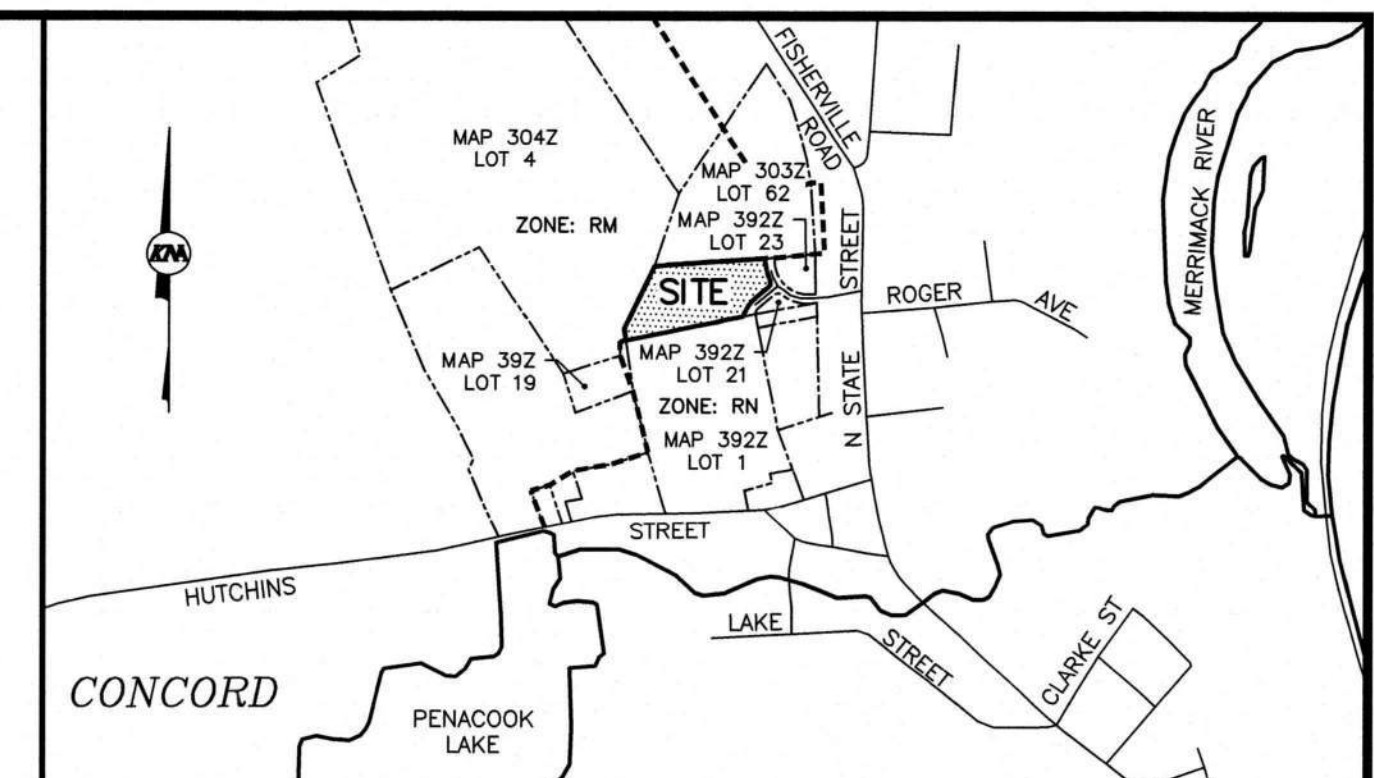 FISHERVILLE
ROAD
MAP 304Z
LOT 4
MERRIMACK RIVER
MAP 303Z
LOT 62
ZONE: RM
MAP 392Z
LOT 23
KNA
STREET
SITE
ROGER AVE
MAP 39Z
LOT 19
MAP 392Z
LOT 21
ZONE: RN
N STATE
MAP 392Z
LOT 1
STREET
HUTCHINS
LAKE
STREET
CLARKE ST
CONCORD
PENACOOK
LAKE